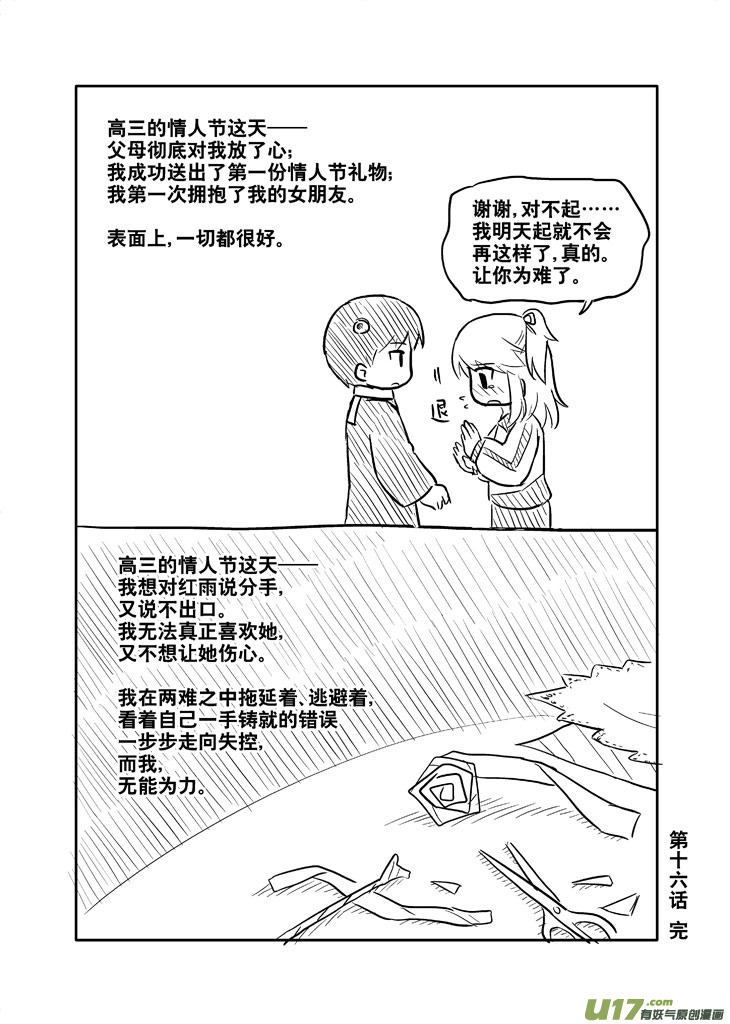 高三的情人节这天——
父母彻底对我放了心；
我成功送出了第一份情人节礼物；
我第一次拥抱了我的女朋友。
表面上，一切都很好。
谢谢，对不起……
我明天起就不会
再这样了，真的。
让你为难了。
退
高三的情人节这天——
我想对红雨说分手，
又说不出口。
我无法真正喜欢她，
又不想让她伤心。
我在两难之中拖延着、逃避着，
看着自己一手铸就的错误
一步步走向失控，
而我，
无能为力。
第十六话 完
U17.com
有妖气原创漫画